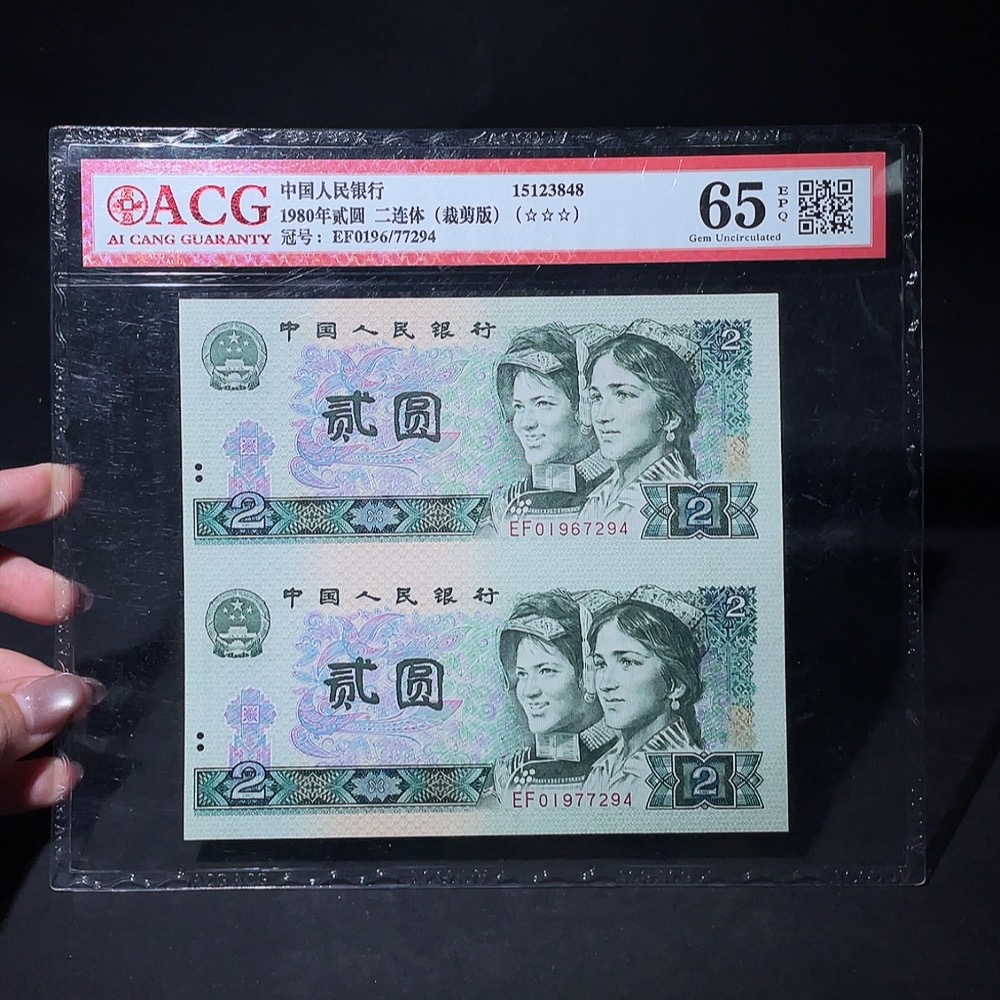 ACG
AI CANG GUARANTY
中国人民银行 15123848
1980年贰圆 二连体（裁剪版）（☆☆☆）
冠号：EF0196/77294
65
EPQ
Gem Uncirculated
中国人民银行
2
贰圆
2
2
EF01967294
中国人民银行
2
贰圆
2
2
EF01977294